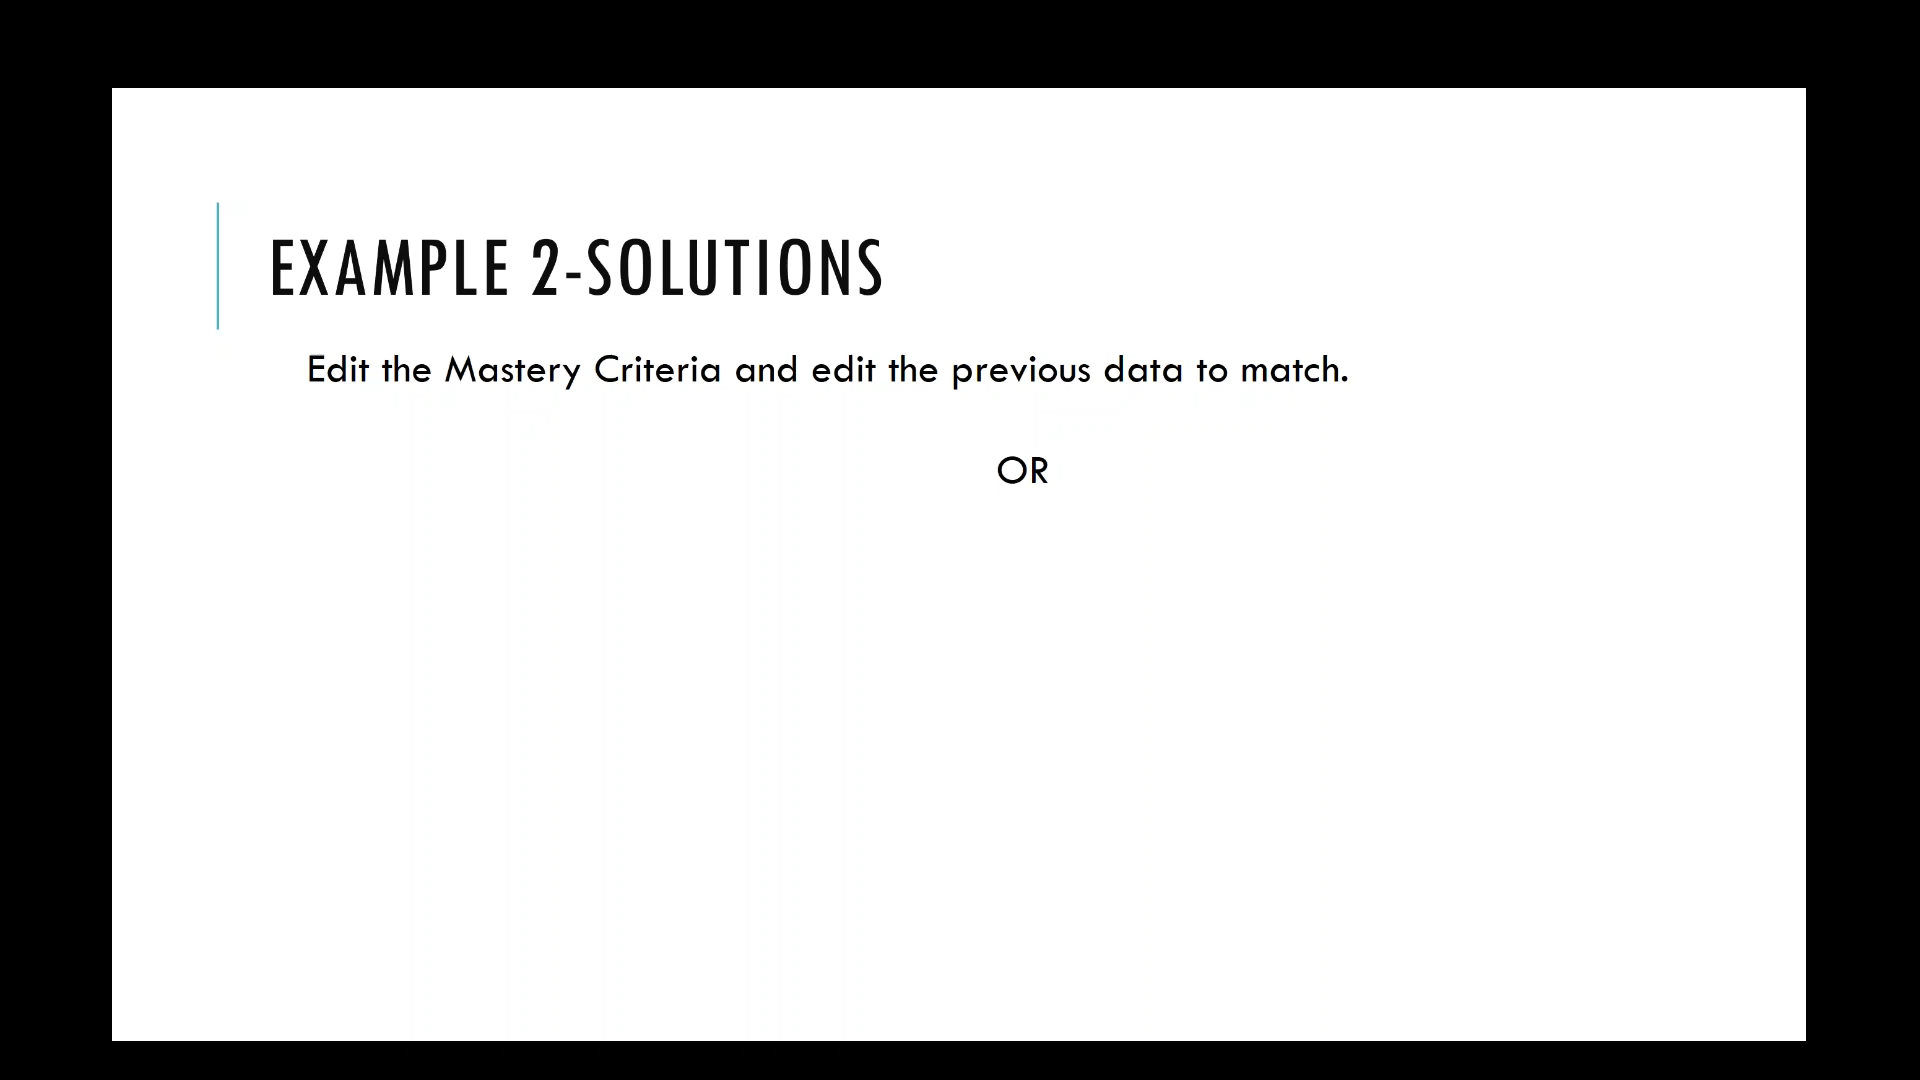 EXAMPLE 2-SOLUTIONS
Edit the Mastery Criteria and edit the previous data to match.
OR